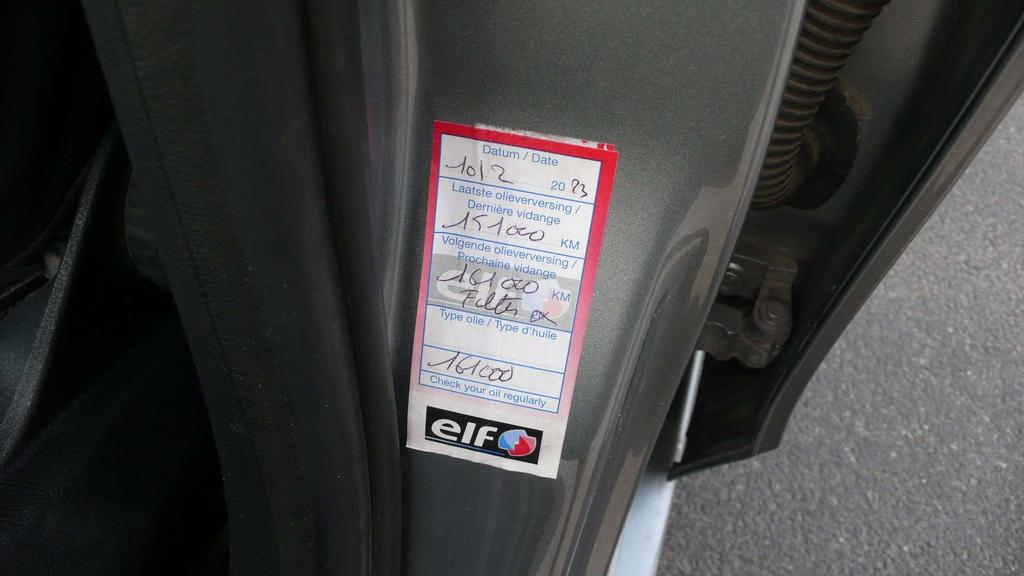 Datum / Date
10/2 20 23
Laatste olieverversing /
Dernière vidange
151000 KM
Volgende olieverversing /
Prochaine vidange
161000 KM
Type olie / Type d'huile
161000
Check your oil regularly
elf